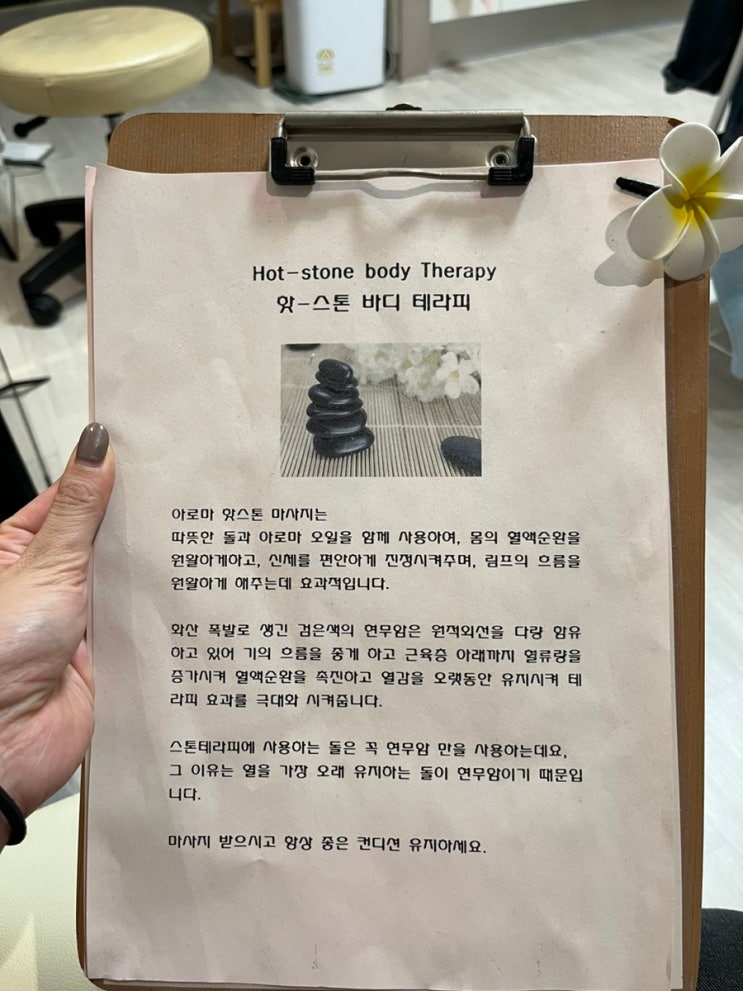 Hot-stone body Therapy
핫-스톤 바디 테라피
아로마 핫스톤 마사지는
따뜻한 돌과 아로마 오일을 함께 사용하여, 몸의 혈액순환을
원활하게하고, 신체를 편안하게 진정시켜주며, 림프의 흐름을
원활하게 해주는데 효과적입니다.
화산 폭발로 생긴 검은색의 현무암은 원적외선을 다량 함유
하고 있어 기의 흐름을 좋게 하고 근육층 아래까지 혈류량을
증가시켜 혈액순환을 촉진하고 열감을 오랫동안 유지시켜 테
라피 효과를 극대화 시켜줍니다.
스톤테라피에 사용하는 돌은 꼭 현무암 만을 사용하는데요,
그 이유는 열을 가장 오래 유지하는 돌이 현무암이기 때문입
니다.
마사지 받으시고 항상 좋은 컨디션 유지하세요.